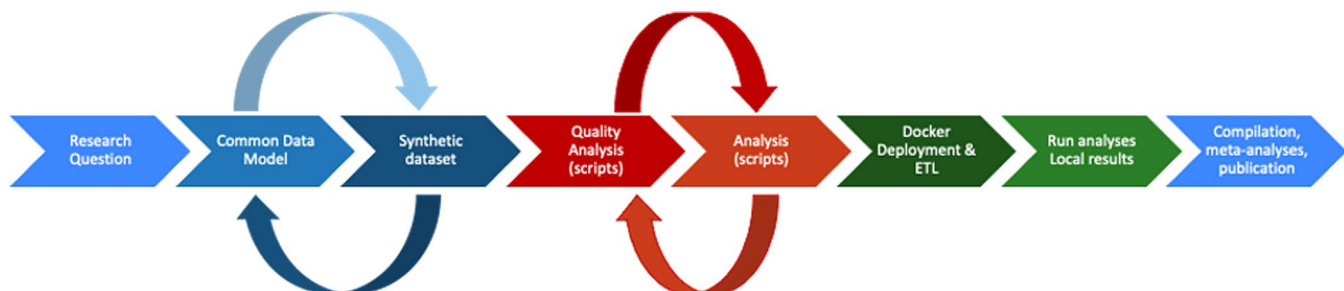 Research
Question
Common Data
Model
Synthetic
dataset
Quality
Analysis
(scripts)
Analysis
(scripts)
Docker
Deployment &
ETL
Run analyses
Local results
Compilation,
meta-analyses,
publication